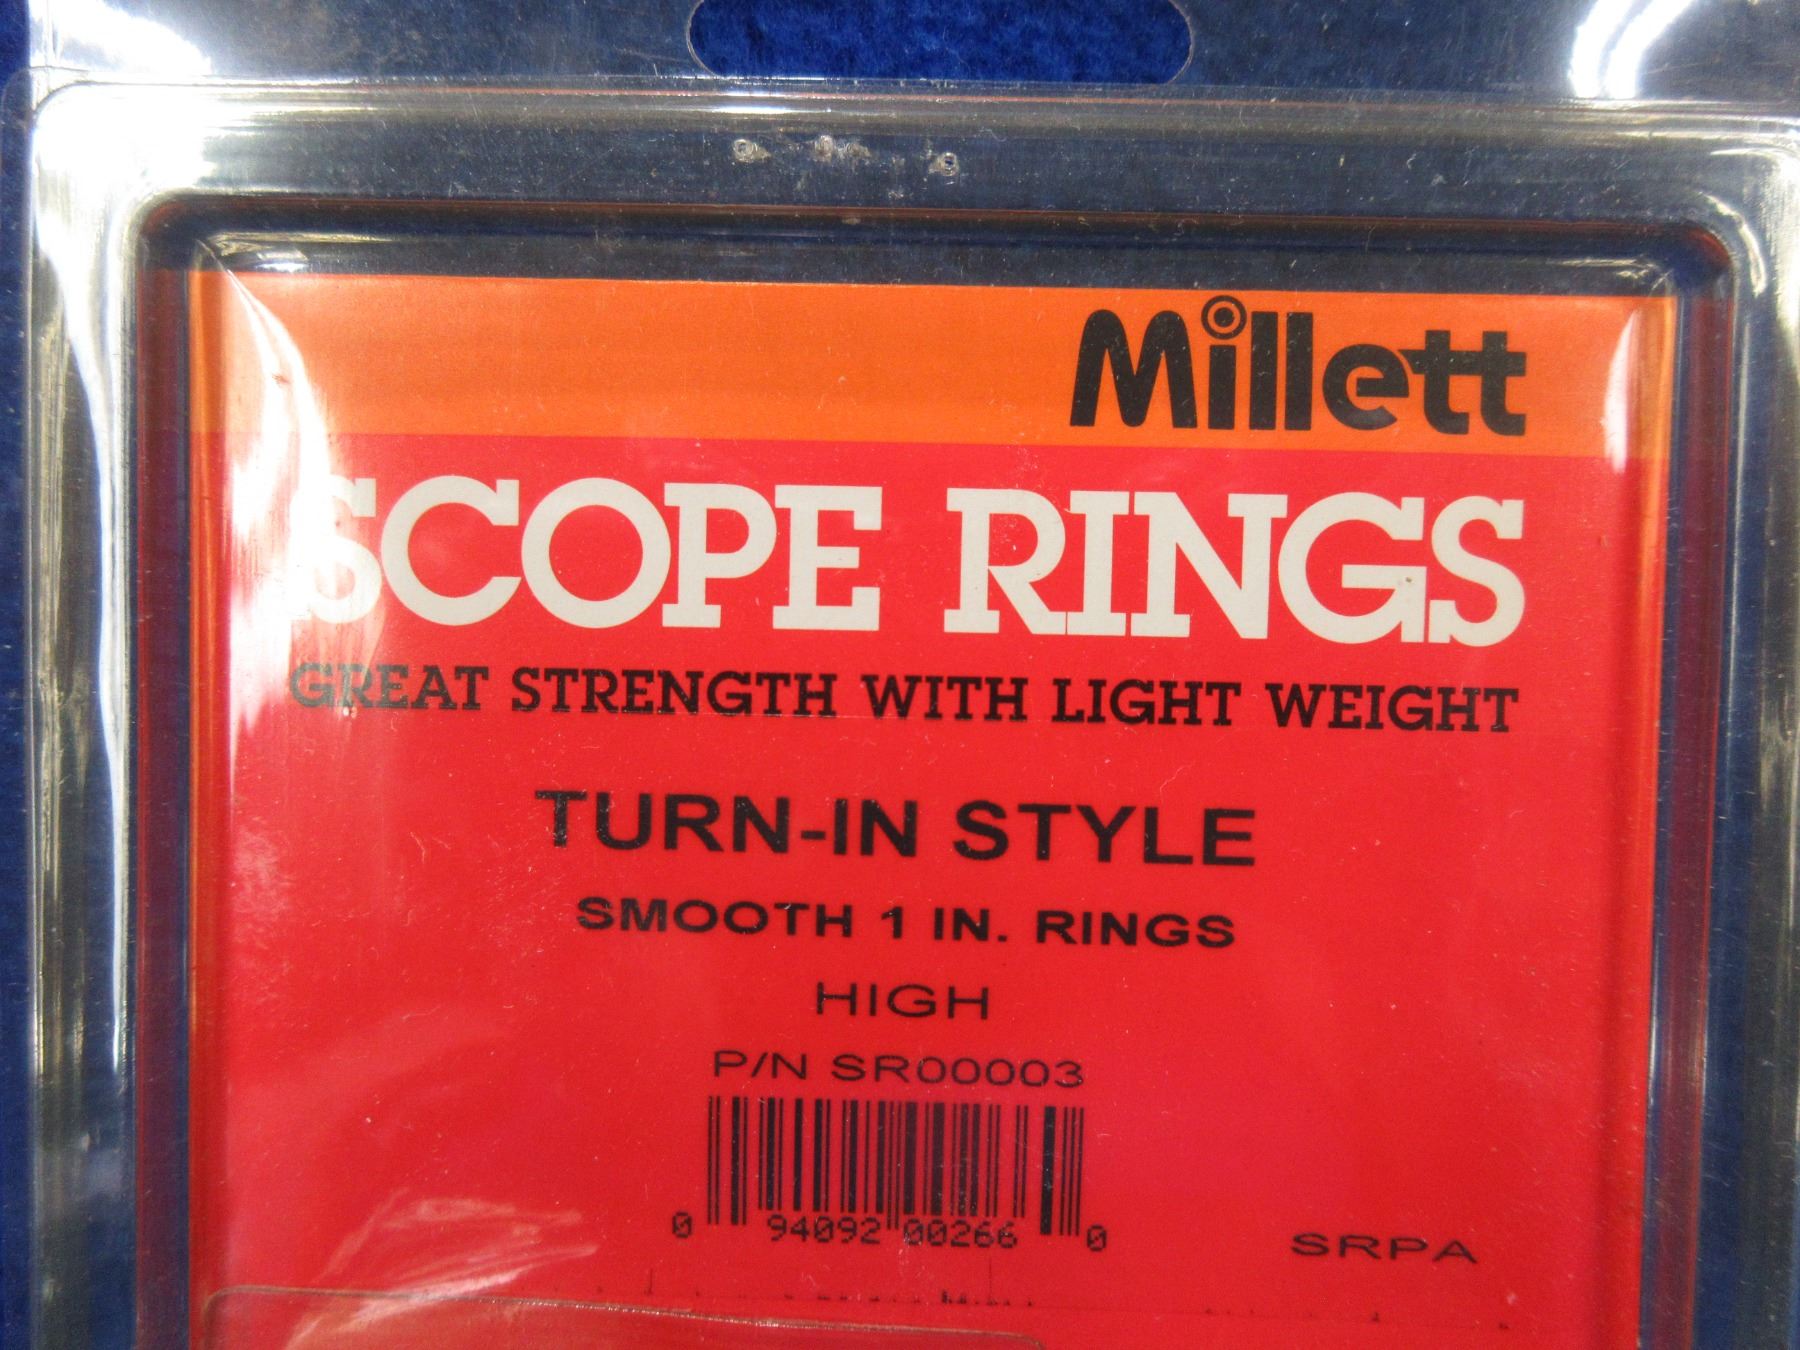 Millett
SCOPE RINGS
GREAT STRENGTH WITH LIGHT WEIGHT
TURN-IN STYLE
SMOOTH 1 IN. RINGS
HIGH
P/N SR00003
0 94092 00266 0
SRPA